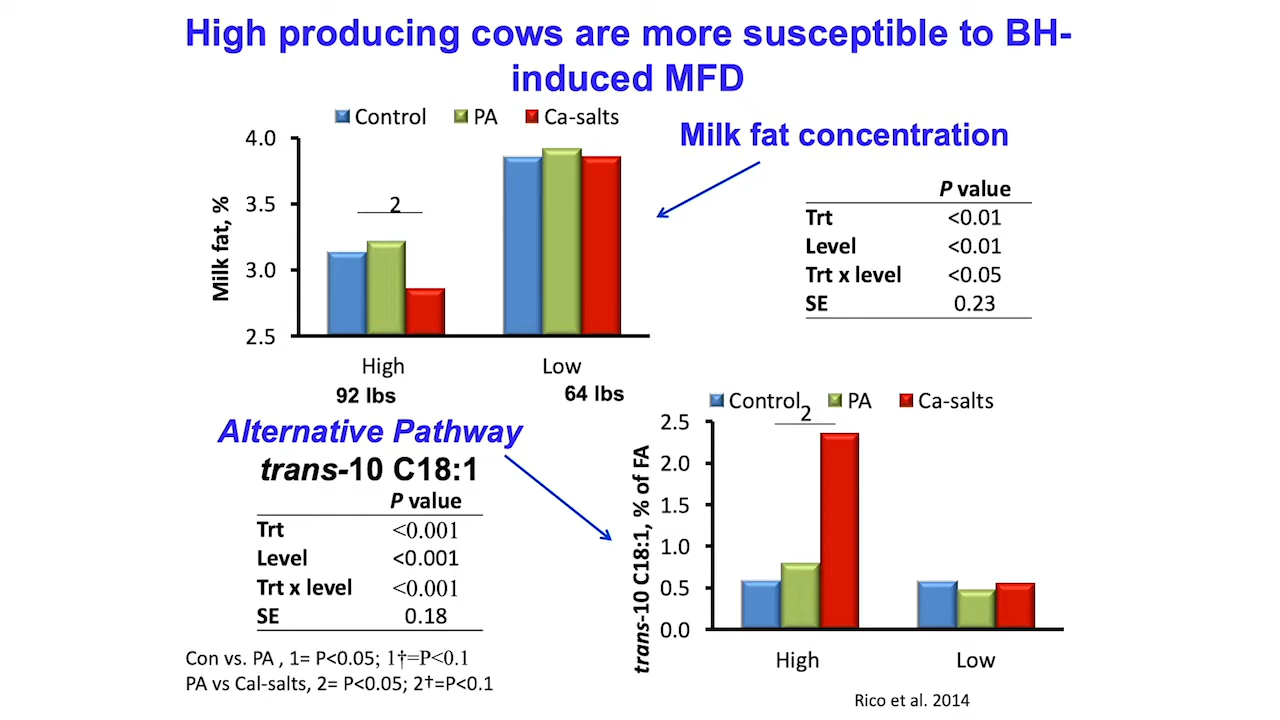 High producing cows are more susceptible to BH-
induced MFD
Control PA Ca-salts
Milk fat concentration
4.0
3.5
3.0
2.5
Milk fat, %
2
High Low
92 lbs 64 lbs
P value
Trt <0.01
Level <0.01
Trt x level <0.05
SE 0.23
Alternative Pathway
trans-10 C18:1
P value
Trt <0.001
Level <0.001
Trt x level <0.001
SE 0.18
Control PA Ca-salts
2
2.5
2.0
1.5
1.0
0.5
0.0
trans-10 C18:1, % of FA
High Low
Con vs. PA , 1= P<0.05; 1†=P<0.1
PA vs Cal-salts, 2= P<0.05; 2†=P<0.1
Rico et al. 2014